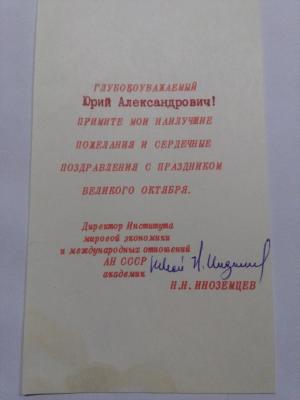 ГЛУБОКОУВАЖАЕМЫЙ
Юрий Александрович!
ПРИМИТЕ МОИ НАИЛУЧШИЕ
ПОЖЕЛАНИЯ И СЕРДЕЧНЫЕ
ПОЗДРАВЛЕНИЯ С ПРАЗДНИКОМ
ВЕЛИКОГО ОКТЯБРЯ.
Директор Института
мировой экономики
и международных отношений
АН СССР
академик
Н.Н. ИНОЗЕМЦЕВ